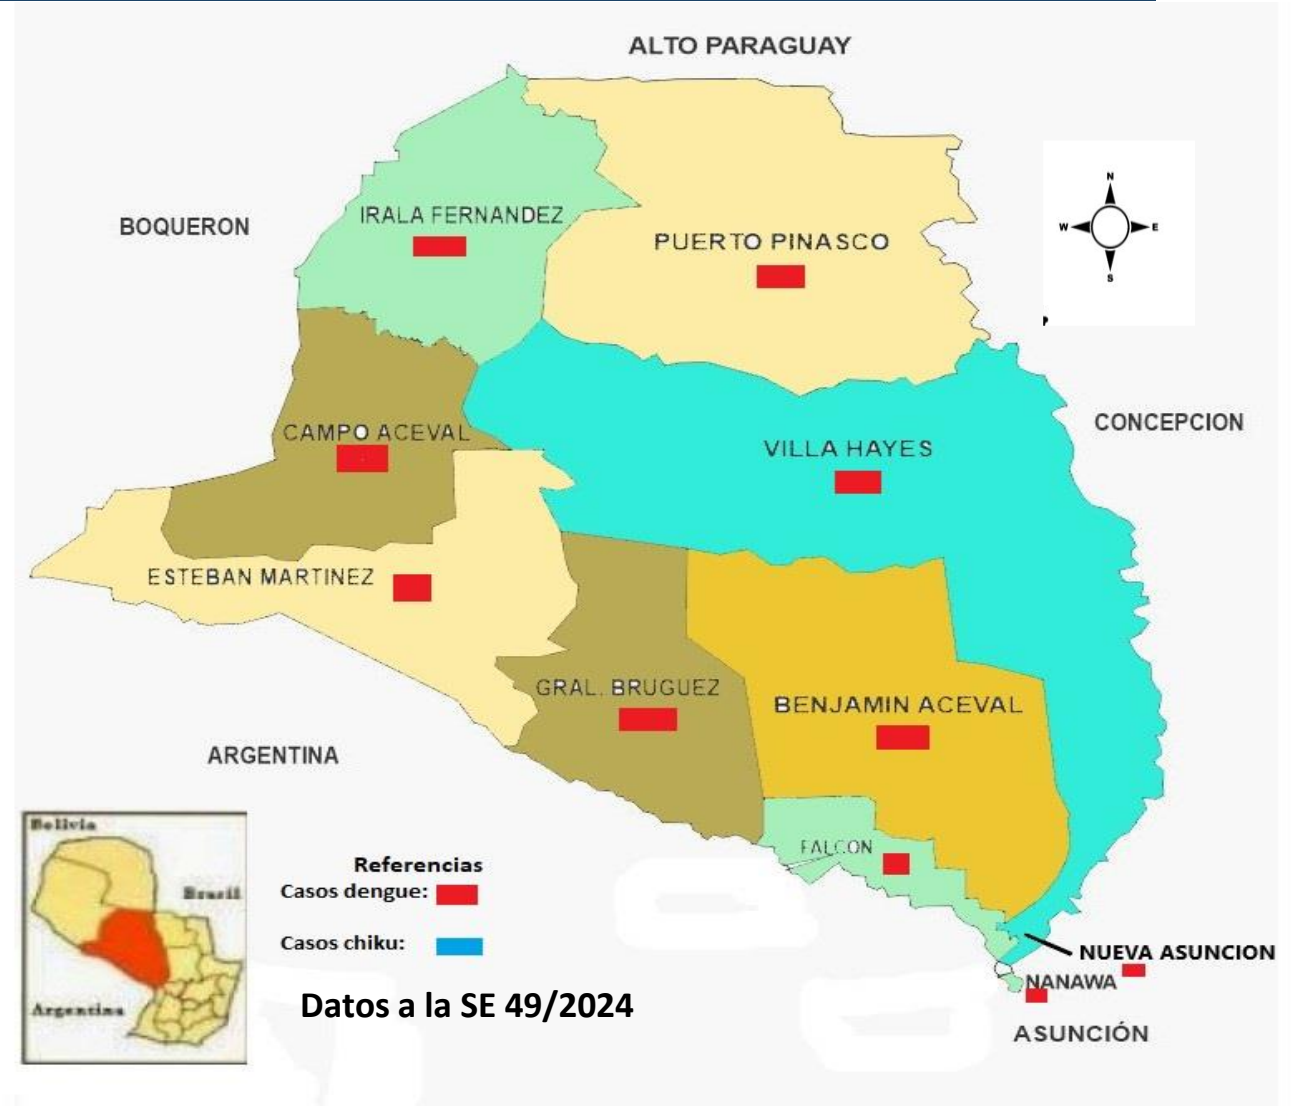 ALTO PARAGUAY
N
W E
S
BOQUERON
IRALA FERNANDEZ
PUERTO PINASCO
CONCEPCION
CAMPO ACEVAL
VILLA HAYES
ESTEBAN MARTINEZ
GRAL. BRUGUEZ
BENJAMIN ACEVAL
ARGENTINA
FALCON
NUEVA ASUNCION
NANAWA
ASUNCIÓN
Bolivia
Brasil
Argentina
Referencias
Casos dengue:
Casos chiku:
Datos a la SE 49/2024